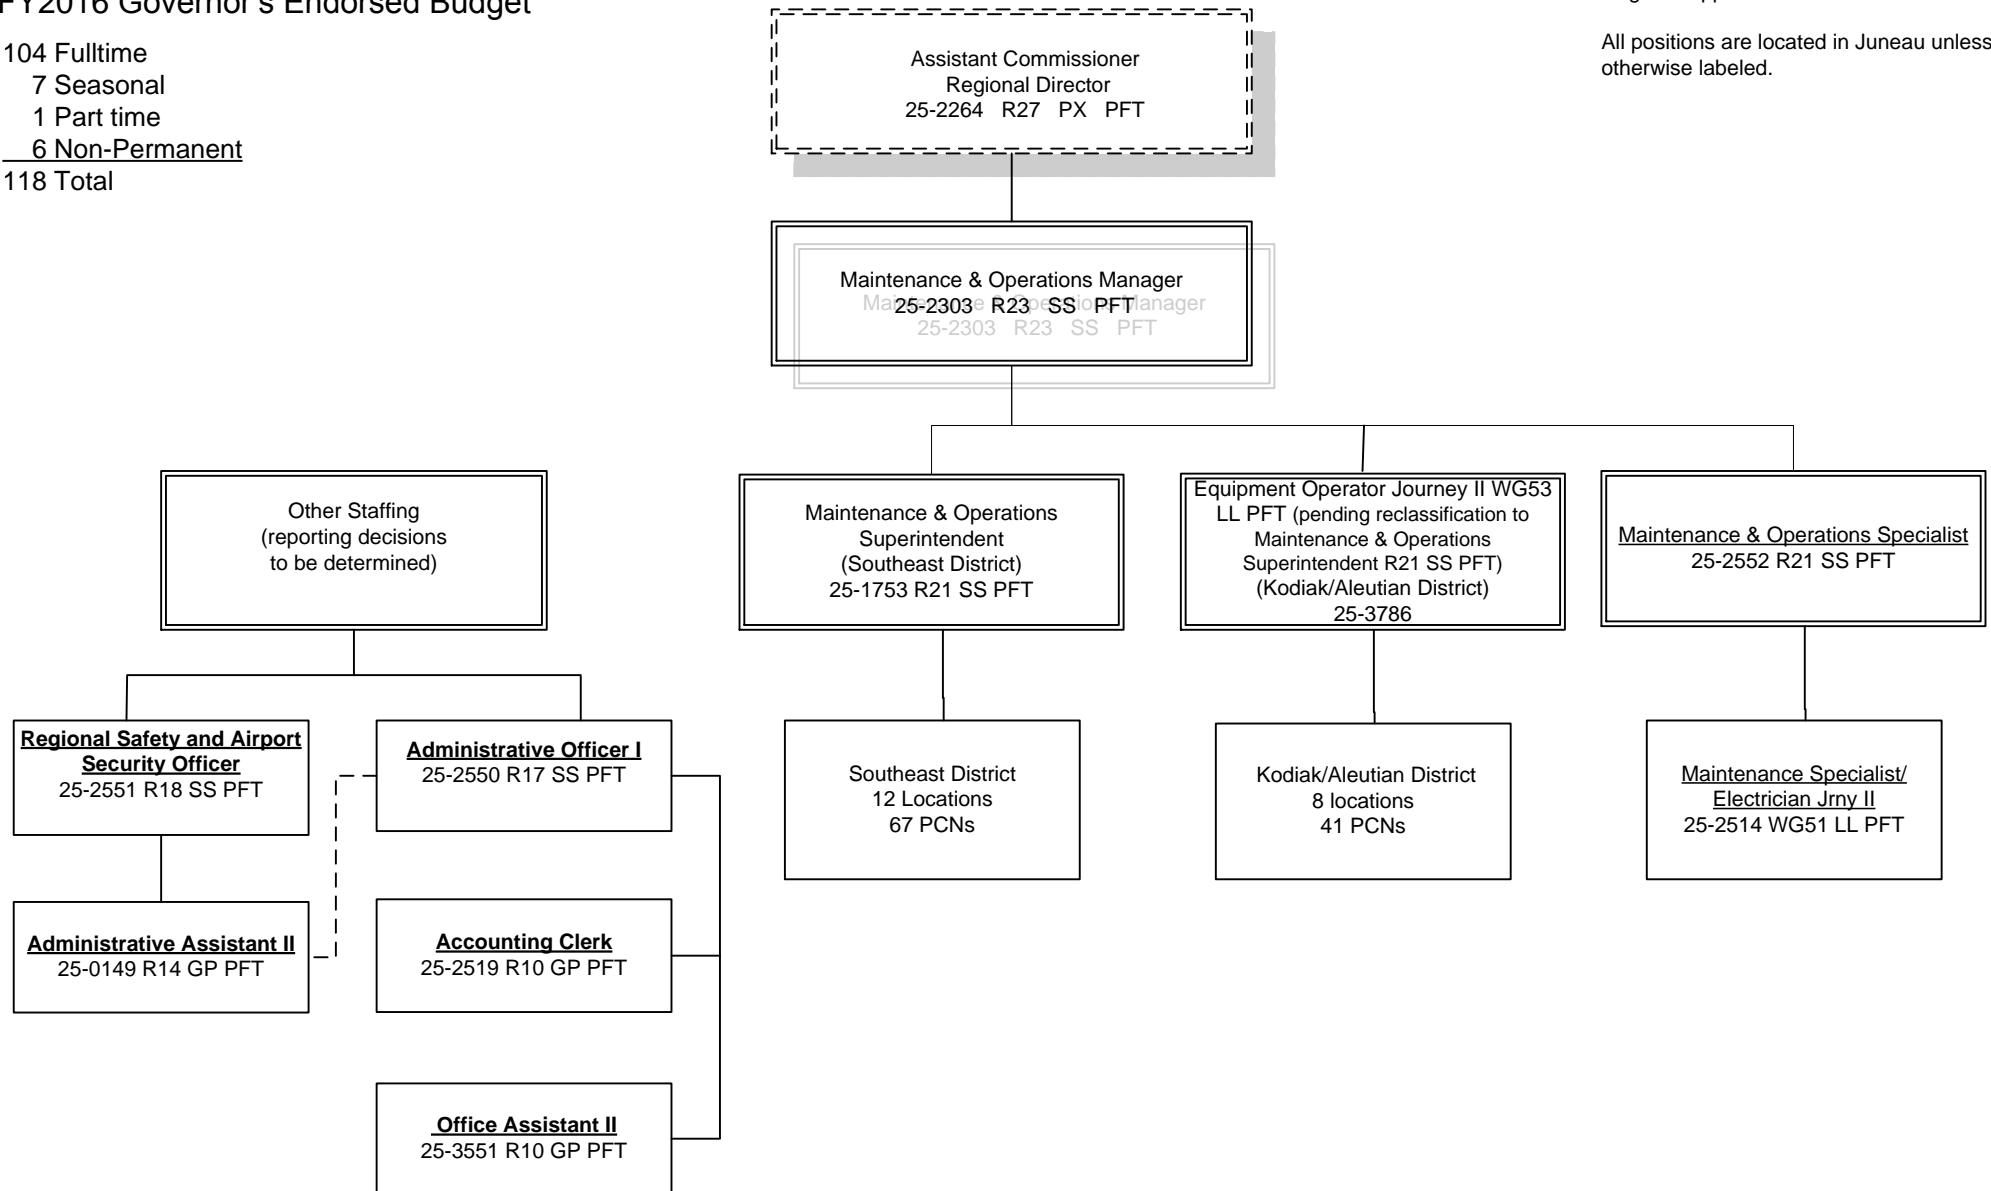 FY2016 Governor's Endorsed Budget
104 Fulltime
7 Seasonal
1 Part time
6 Non-Permanent
118 Total
All positions are located in Juneau unless
otherwise labeled.
Assistant Commissioner
Regional Director
25-2264 R27 PX PFT
Maintenance & Operations Manager
25-2303 R23 SS PFT
Maintenance & Operations Manager
25-2303 R23 SS PFT
Other Staffing
(reporting decisions
to be determined)
Maintenance & Operations
Superintendent
(Southeast District)
25-1753 R21 SS PFT
Equipment Operator Journey II WG53
LL PFT (pending reclassification to
Maintenance & Operations
Superintendent R21 SS PFT)
(Kodiak/Aleutian District)
25-3786
Maintenance & Operations Specialist
25-2552 R21 SS PFT
Regional Safety and Airport
Security Officer
25-2551 R18 SS PFT
Administrative Officer I
25-2550 R17 SS PFT
Southeast District
12 Locations
67 PCNs
Kodiak/Aleutian District
8 locations
41 PCNs
Maintenance Specialist/
Electrician Jrny II
25-2514 WG51 LL PFT
Administrative Assistant II
25-0149 R14 GP PFT
Accounting Clerk
25-2519 R10 GP PFT
Office Assistant II
25-3551 R10 GP PFT